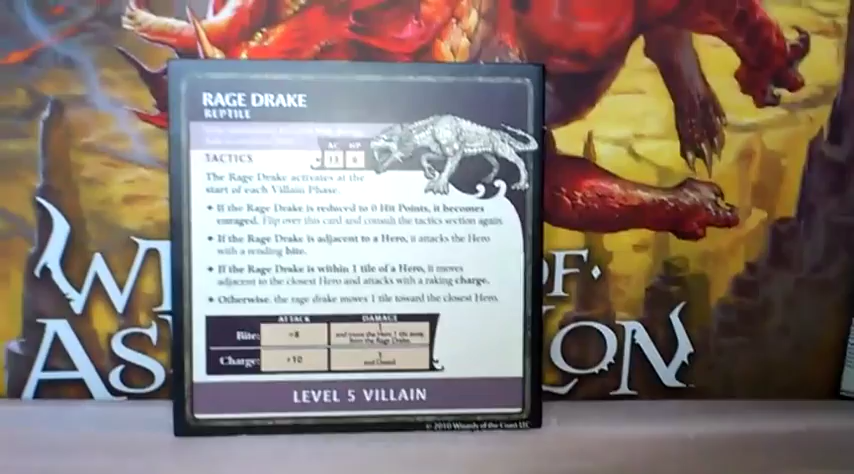 RAGE DRAKE
REPTILE
AC HP
TACTICS
The Rage Drake activates at the
start of each Villain Phase.
• If the Rage Drake is reduced to 0 Hit Points, it becomes
enraged. Flip over this card and consult the tactics section again.
• If the Rage Drake is adjacent to a Hero, it attacks the Hero
with a rending bite.
• If the Rage Drake is within 1 tile of a Hero, it moves
adjacent to the closest Hero and attacks with a raking charge.
• Otherwise, the rage drake moves 1 tile toward the closest Hero.
ATTACK DAMAGE
Bite: +8 1
and move the Hero 1 tile away
from the Rage Drake.
Charge: +10
LEVEL 5 VILLAIN
© 2010 Wizards of the Coast LLC
W OF
AS LON